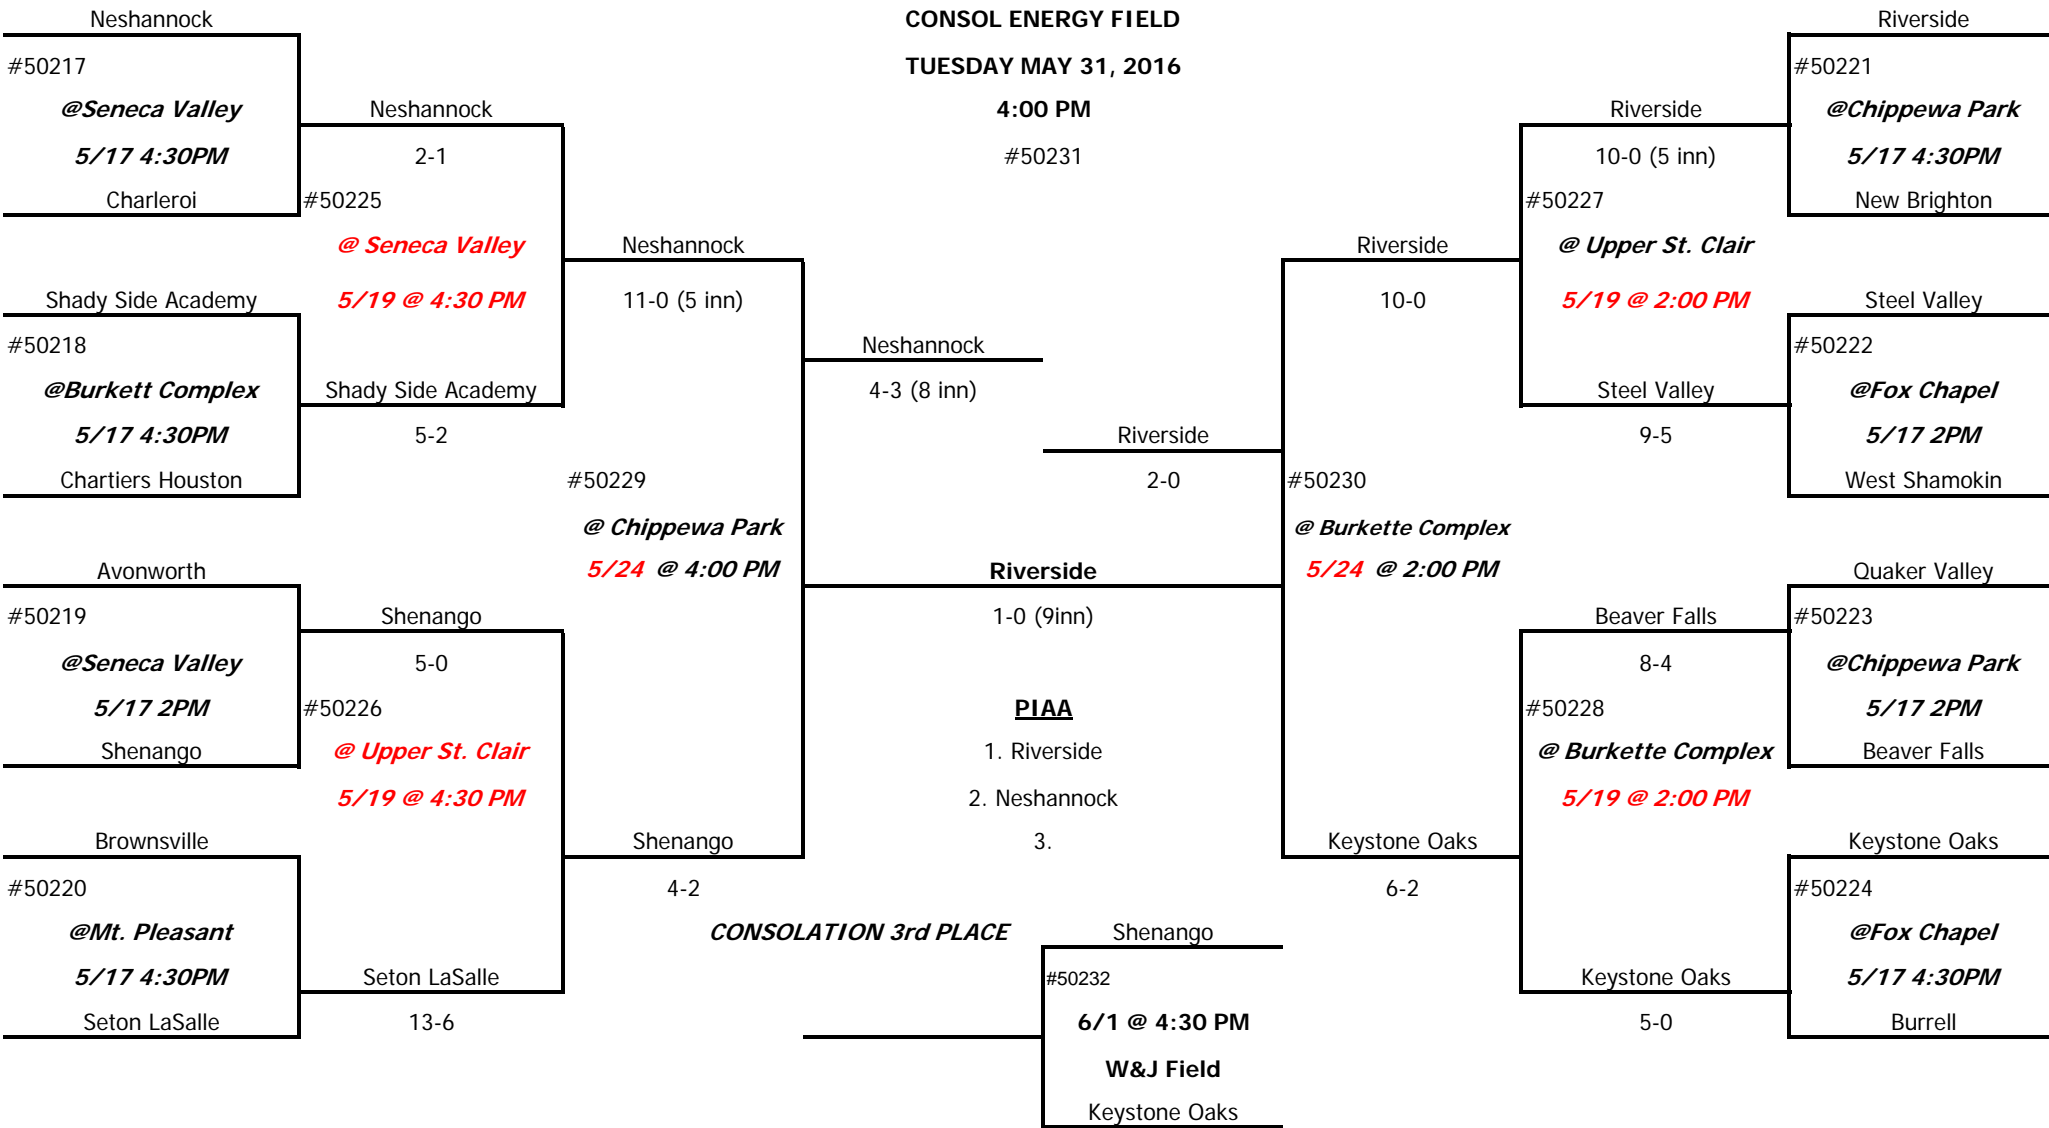 Neshannock
#50217
@Seneca Valley
5/17 4:30PM
Charleroi
Shady Side Academy
#50218
@Burkett Complex
5/17 4:30PM
Chartiers Houston
Avonworth
#50219
@Seneca Valley
5/17 2PM
Shenango
Brownsville
#50220
@Mt. Pleasant
5/17 4:30PM
Seton LaSalle
Neshannock
2-1
#50225
@ Seneca Valley
5/19 @ 4:30 PM
Shady Side Academy
5-2
Shenango
5-0
#50226
@ Upper St. Clair
5/19 @ 4:30 PM
Seton LaSalle
13-6
Neshannock
11-0 (5 inn)
#50229
@ Chippewa Park
5/24 @ 4:00 PM
Shenango
4-2
CONSOL ENERGY FIELD
TUESDAY MAY 31, 2016
4:00 PM
#50231
Neshannock
4-3 (8 inn)
Riverside
2-0
Riverside
1-0 (9inn)
PIAA
1. Riverside
2. Neshannock
3.
CONSOLATION 3rd PLACE
Shenango
#50232
6/1 @ 4:30 PM
W&J Field
Keystone Oaks
Riverside
10-0
#50230
@ Burkette Complex
5/24 @ 2:00 PM
Keystone Oaks
6-2
Riverside
10-0 (5 inn)
#50227
@ Upper St. Clair
5/19 @ 2:00 PM
Steel Valley
9-5
Beaver Falls
8-4
#50228
@ Burkette Complex
5/19 @ 2:00 PM
Keystone Oaks
5-0
Riverside
#50221
@Chippewa Park
5/17 4:30PM
New Brighton
Steel Valley
#50222
@Fox Chapel
5/17 2PM
West Shamokin
Quaker Valley
#50223
@Chippewa Park
5/17 2PM
Beaver Falls
Keystone Oaks
#50224
@Fox Chapel
5/17 4:30PM
Burrell